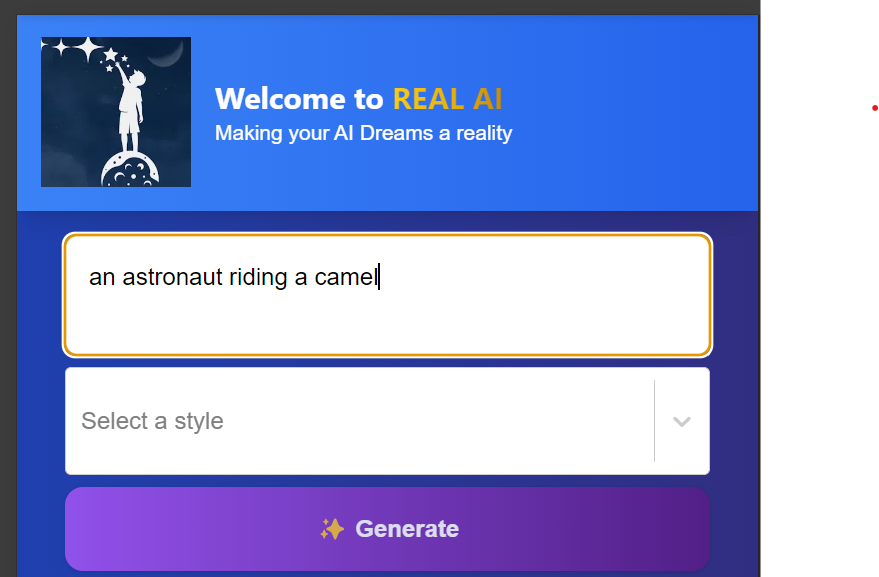 Welcome to REAL AI
Making your AI Dreams a reality
an astronaut riding a camel
Select a style
✨ Generate